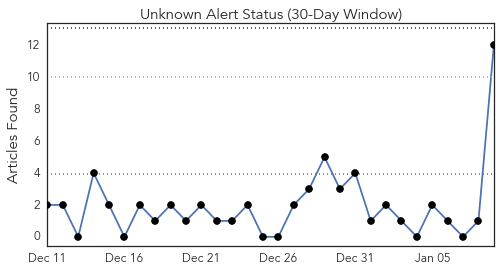 Unknown Alert Status (30-Day Window)
Articles Found
12
10
8
6
4
2
0
Dec 11 Dec 16 Dec 21 Dec 26 Dec 31 Jan 05